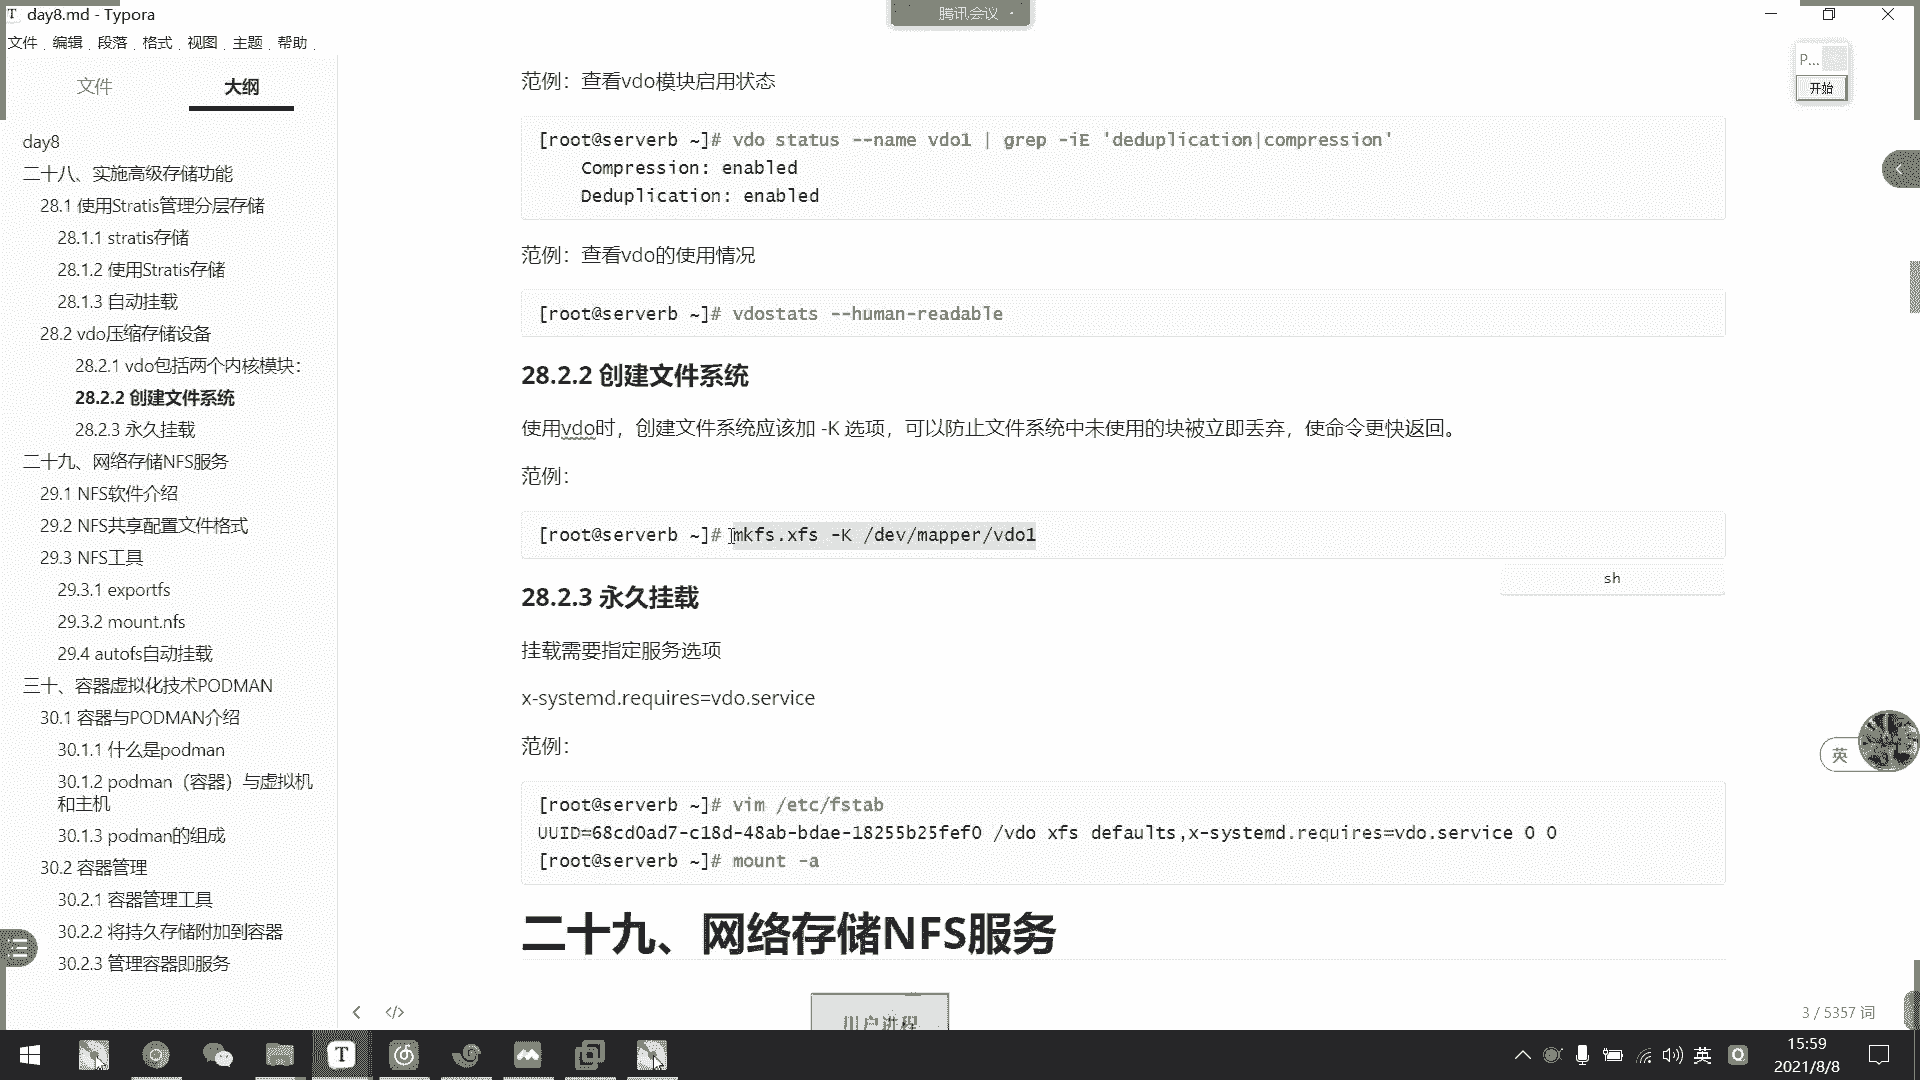 day8.md - Typora
腾讯会议
文件 编辑 段落 格式 视图 主题 帮助
文件 大纲
day8
二十八、实施高级存储功能
28.1 使用Stratis管理分层存储
28.1.1 stratis存储
28.1.2 使用Stratis存储
28.1.3 自动挂载
28.2 vdo压缩存储设备
28.2.1 vdo包括两个内核模块：
28.2.2 创建文件系统
28.2.3 永久挂载
二十九、网络存储NFS服务
29.1 NFS软件介绍
29.2 NFS共享配置文件格式
29.3 NFS工具
29.3.1 exportfs
29.3.2 mount.nfs
29.4 autofs自动挂载
三十、容器虚拟化技术PODMAN
30.1 容器与PODMAN介绍
30.1.1 什么是podman
30.1.2 podman（容器）与虚拟机
和主机
30.1.3 podman的组成
30.2 容器管理
30.2.1 容器管理工具
30.2.2 将持久存储附加到容器
30.2.3 管理容器即服务
范例：查看vdo模块启用状态
[root@serverb ~]# vdo status --name vdo1 | grep -iE 'deduplication|compression'
Compression: enabled
Deduplication: enabled
范例：查看vdo的使用情况
[root@serverb ~]# vdostats --human-readable
28.2.2 创建文件系统
使用vdo时，创建文件系统应该加 -K 选项，可以防止文件系统中未使用的块被立即丢弃，使命令更快返回。
范例：
[root@serverb ~]# mkfs.xfs -K /dev/mapper/vdo1
sh
28.2.3 永久挂载
挂载需要指定服务选项
x-systemd.requires=vdo.service
范例：
[root@serverb ~]# vim /etc/fstab
UUID=68cd0ad7-c18d-48ab-bdae-18255b25fef0 /vdo xfs defaults,x-systemd.requires=vdo.service 0 0
[root@serverb ~]# mount -a
二十九、网络存储NFS服务
用户进程
P...
开始
英
3 / 5357 词
英
15:59
2021/8/8